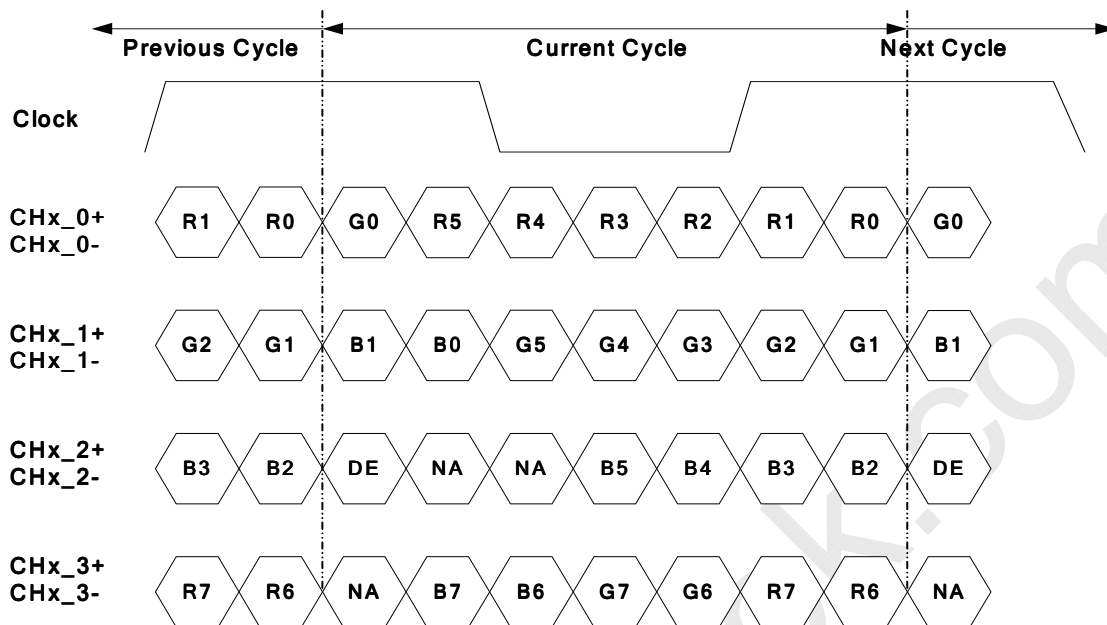 Previous Cycle Current Cycle Next Cycle
Clock
CHx_0+
CHx_0-
R1 R0 G0 R5 R4 R3 R2 R1 R0 G0
CHx_1+
CHx_1-
G2 G1 B1 B0 G5 G4 G3 G2 G1 B1
CHx_2+
CHx_2-
B3 B2 DE NA NA B5 B4 B3 B2 DE
CHx_3+
CHx_3-
R7 R6 NA B7 B6 G7 G6 R7 R6 NA